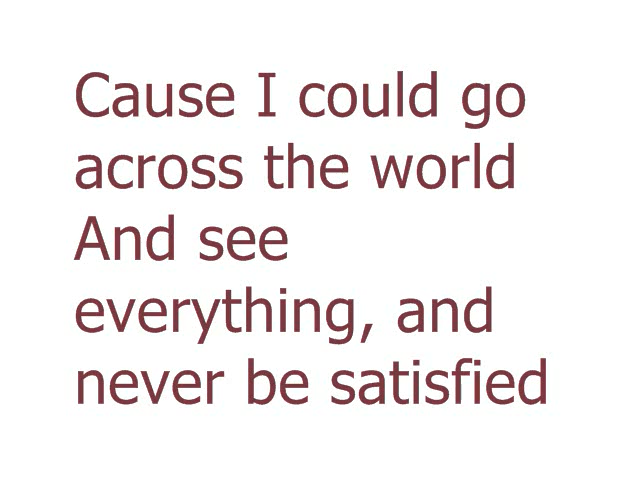 Cause I could go
across the world
And see
everything, and
never be satisfied